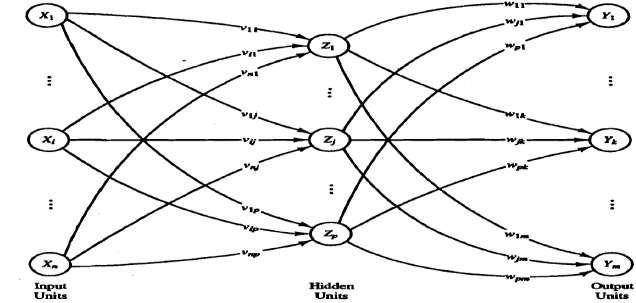 X1
v11
Z1
w11
Y1
vi1
wj1
vn1
wp1
v1j
w1k
Xi
vij
Zj
wjk
Yk
vnj
wpk
v1p
vip
Zp
w1m
vnp
wjm
Xn
wpm
Ym
Input
Units
Hidden
Units
Output
Units